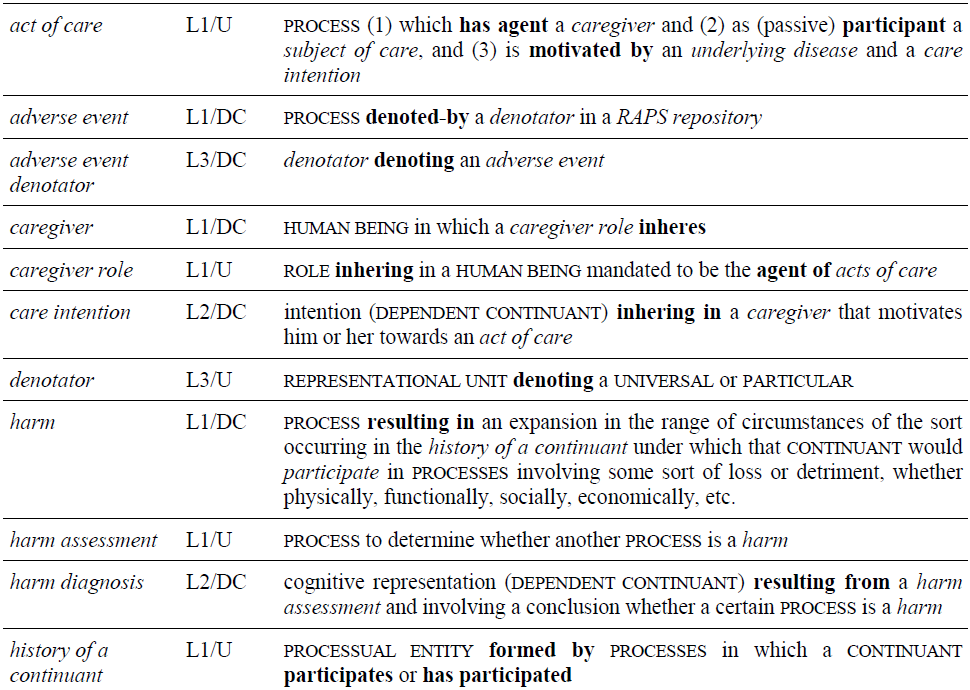 act of care L1/U PROCESS (1) which has agent a caregiver and (2) as (passive) participant a
subject of care, and (3) is motivated by an underlying disease and a care
intention
adverse event L1/DC PROCESS denoted-by a denotator in a RAPS repository
adverse event L3/DC denotator denoting an adverse event
denotator
caregiver L1/DC HUMAN BEING in which a caregiver role inheres
caregiver role L1/U ROLE inhering in a HUMAN BEING mandated to be the agent of acts of care
care intention L2/DC intention (DEPENDENT CONTINUANT) inhering in a caregiver that motivates
him or her towards an act of care
denotator L3/U REPRESENTATIONAL UNIT denoting a UNIVERSAL or PARTICULAR
harm L1/DC PROCESS resulting in an expansion in the range of circumstances of the sort
occurring in the history of a continuant under which that CONTINUANT would
participate in PROCESSES involving some sort of loss or detriment, whether
physically, functionally, socially, economically, etc.
harm assessment L1/U PROCESS to determine whether another PROCESS is a harm
harm diagnosis L2/DC cognitive representation (DEPENDENT CONTINUANT) resulting from a harm
assessment and involving a conclusion whether a certain PROCESS is a harm
history of a L1/U PROCESSUAL ENTITY formed by PROCESSES in which a CONTINUANT
continuant participates or has participated